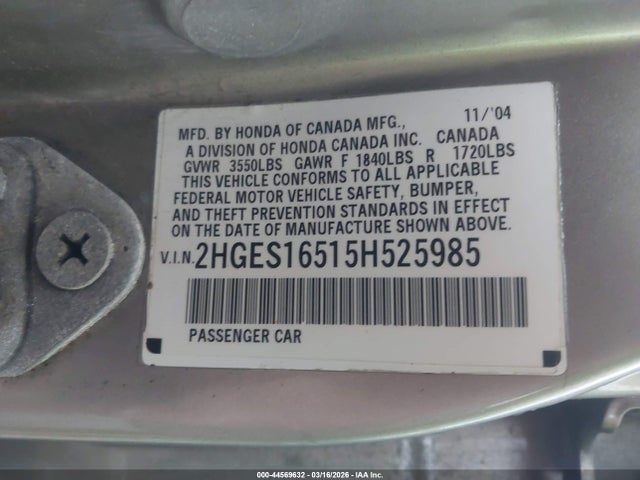 11/'04
MFD. BY HONDA OF CANADA MFG.,
A DIVISION OF HONDA CANADA INC. CANADA
GVWR 3550LBS GAWR F 1840LBS R 1720LBS
THIS VEHICLE CONFORMS TO ALL APPLICABLE
FEDERAL MOTOR VEHICLE SAFETY, BUMPER,
AND THEFT PREVENTION STANDARDS IN EFFECT
ON THE DATE OF MANUFACTURE SHOWN ABOVE.
V.I.N. 2HGES16515H525985
PASSENGER CAR
000-44569632 - 03/16/2026 - IAA Inc.